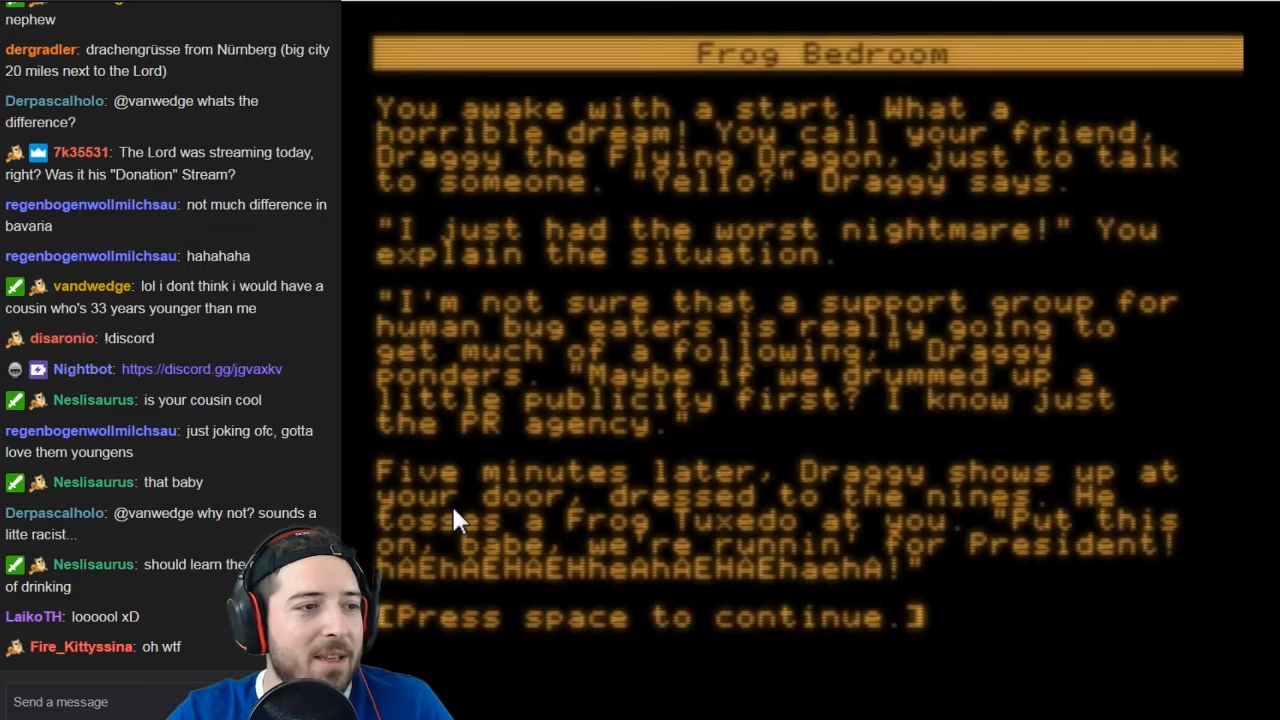 nephew
dergradler: drachengrüsse from Nürnberg (big city
20 miles next to the Lord)
Derpascalholo: @vanwedge whats the
difference?
7k35531: The Lord was streaming today,
right? Was it his "Donation" Stream?
regenbogenwollmilchsau: not much difference in
bavaria
regenbogenwollmilchsau: hahahaha
vandwedge: lol i dont think i would have a
cousin who's 33 years younger than me
disaronio: !discord
Nightbot: https://discord.gg/jgvaxkv
Neslisaurus: is your cousin cool
regenbogenwollmilchsau: just joking ofc, gotta
love them youngens
Neslisaurus: that baby
Derpascalholo: @vanwedge why not? sounds a
litte racist...
Neslisaurus: should learn the
of drinking
LaikoTH: loooool xD
Fire_Kittyssina: oh wtf
Send a message
Frog Bedroom
You awake with a start. What a
horrible dream! You call your friend,
Draggy the Flying Dragon, just to talk
to someone. "Yello?" Draggy says.
"I just had the worst nightmare!" You
explain the situation.
"I'm not sure that a support group for
human bug eaters is really going to
get much of a following," Draggy
ponders. "Maybe if we drummed up a
little publicity first? I know just
the PR agency."
Five minutes later, Draggy shows up at
your door, dressed to the nines. He
tosses a Frog Tuxedo at you. "Put this
on, babe, we're runnin' for President!
hAEhAEHAEHheAhAEHAEhaehA!"
[Press space to continue.]